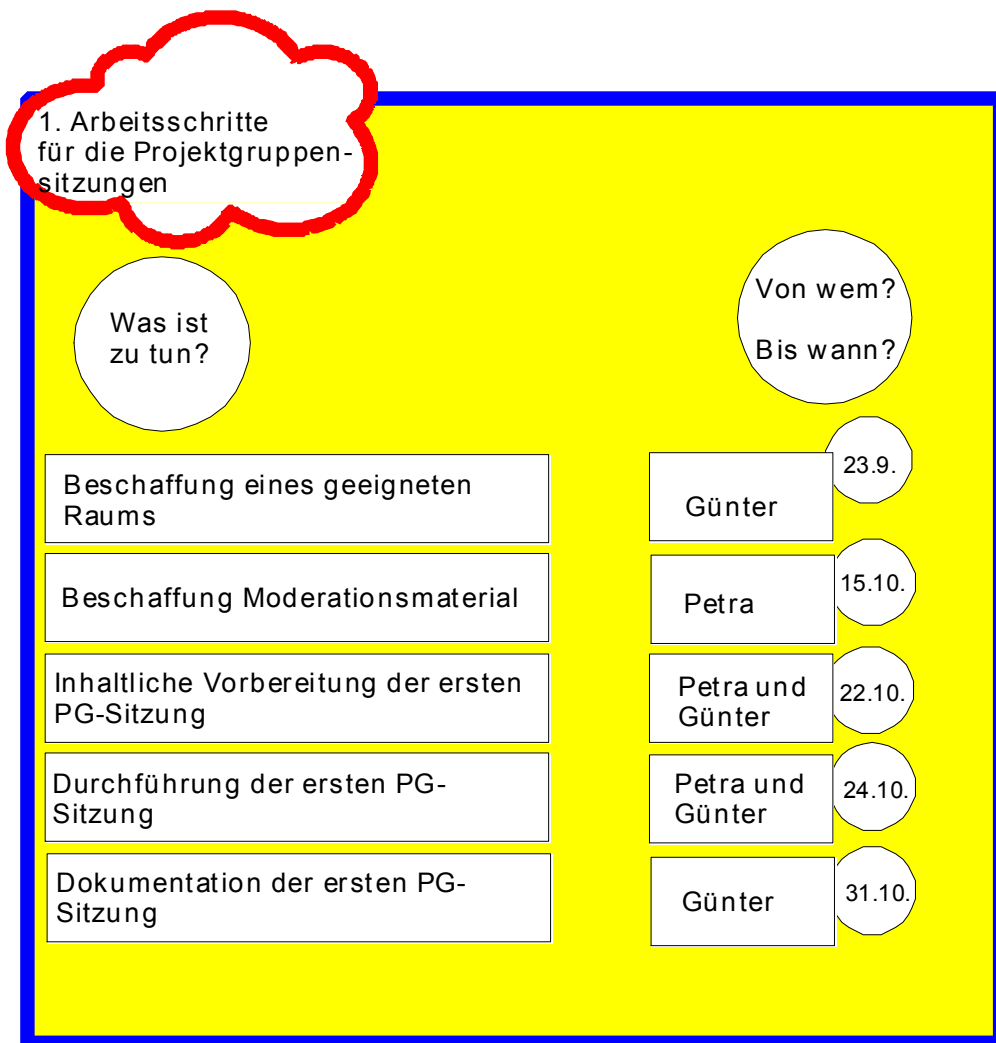 1. Arbeitsschritte
für die Projektgruppen-
sitzungen
Was ist
zu tun?
Von wem?
Bis wann?
Beschaffung eines geeigneten
Raums
Günter
23.9.
Beschaffung Moderationsmaterial
Petra
15.10.
Inhaltliche Vorbereitung der ersten
PG-Sitzung
Petra und
Günter
22.10.
Durchführung der ersten PG-
Sitzung
Petra und
Günter
24.10.
Dokumentation der ersten PG-
Sitzung
Günter
31.10.